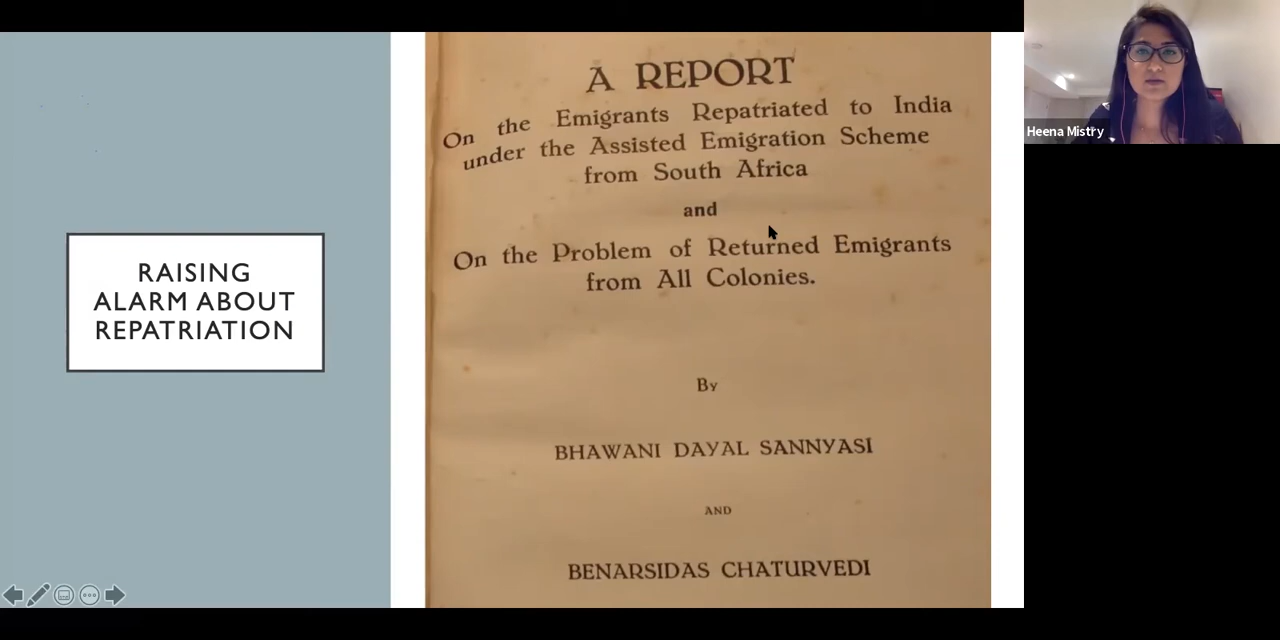 RAISING
ALARM ABOUT
REPATRIATION
A REPORT
On the Emigrants Repatriated to India
under the Assisted Emigration Scheme
from South Africa
and
On the Problem of Returned Emigrants
from All Colonies.
By
BHAWANI DAYAL SANNYASI
AND
BENARSIDAS CHATURVEDI
Heena Mistry